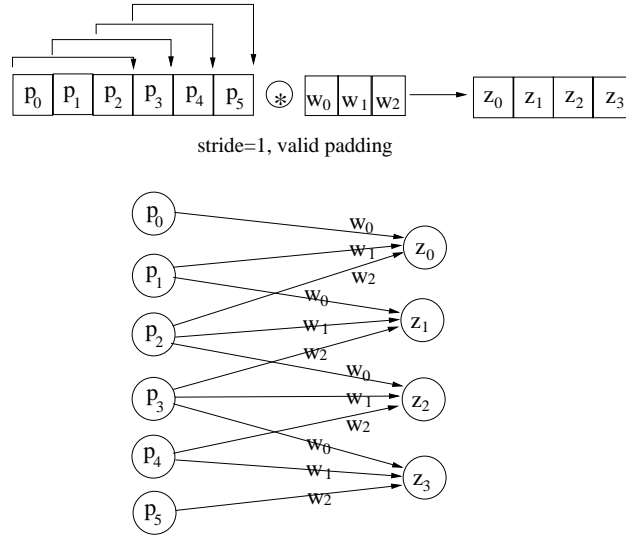 p0 p1 p2 p3 p4 p5 * w0 w1 w2 z0 z1 z2 z3
stride=1, valid padding
p0
w0
z0
w1
p1
w2
w0
z1
w1
p2
w2
w0
p3
w1
z2
w2
w0
p4
w1
z3
w2
p5